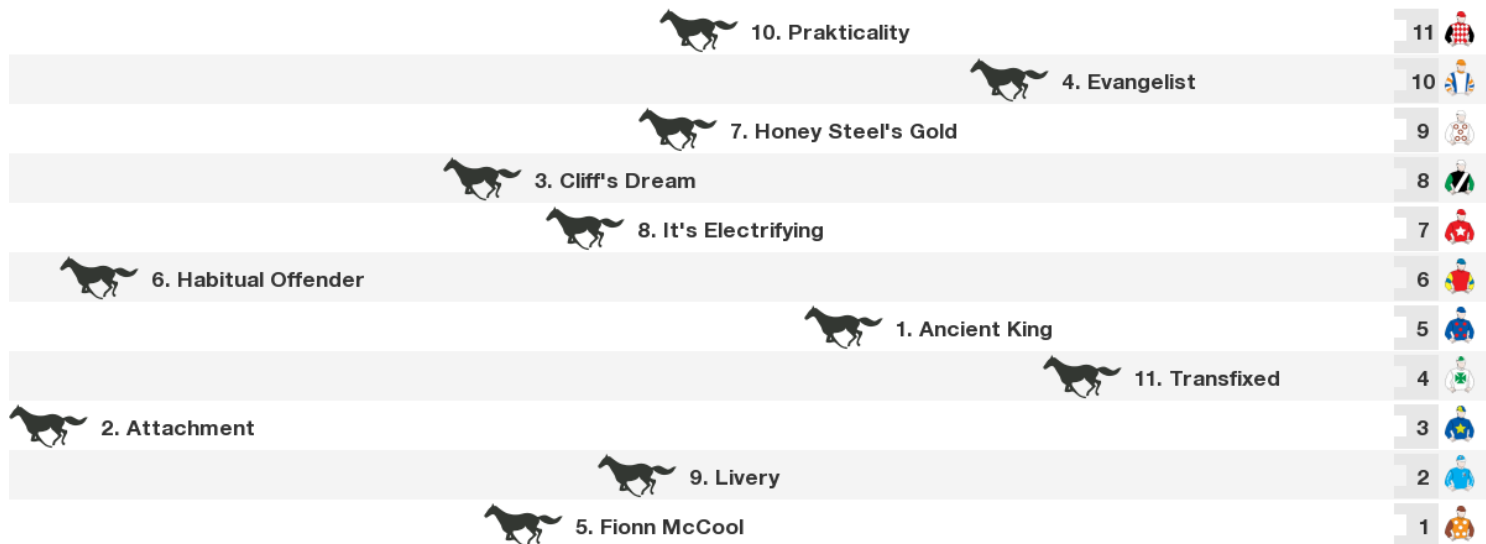 10. Prakticality 11
4. Evangelist 10
7. Honey Steel's Gold 9
3. Cliff's Dream 8
8. It's Electrifying 7
6. Habitual Offender 6
1. Ancient King 5
11. Transfixed 4
2. Attachment 3
9. Livery 2
5. Fionn McCool 1